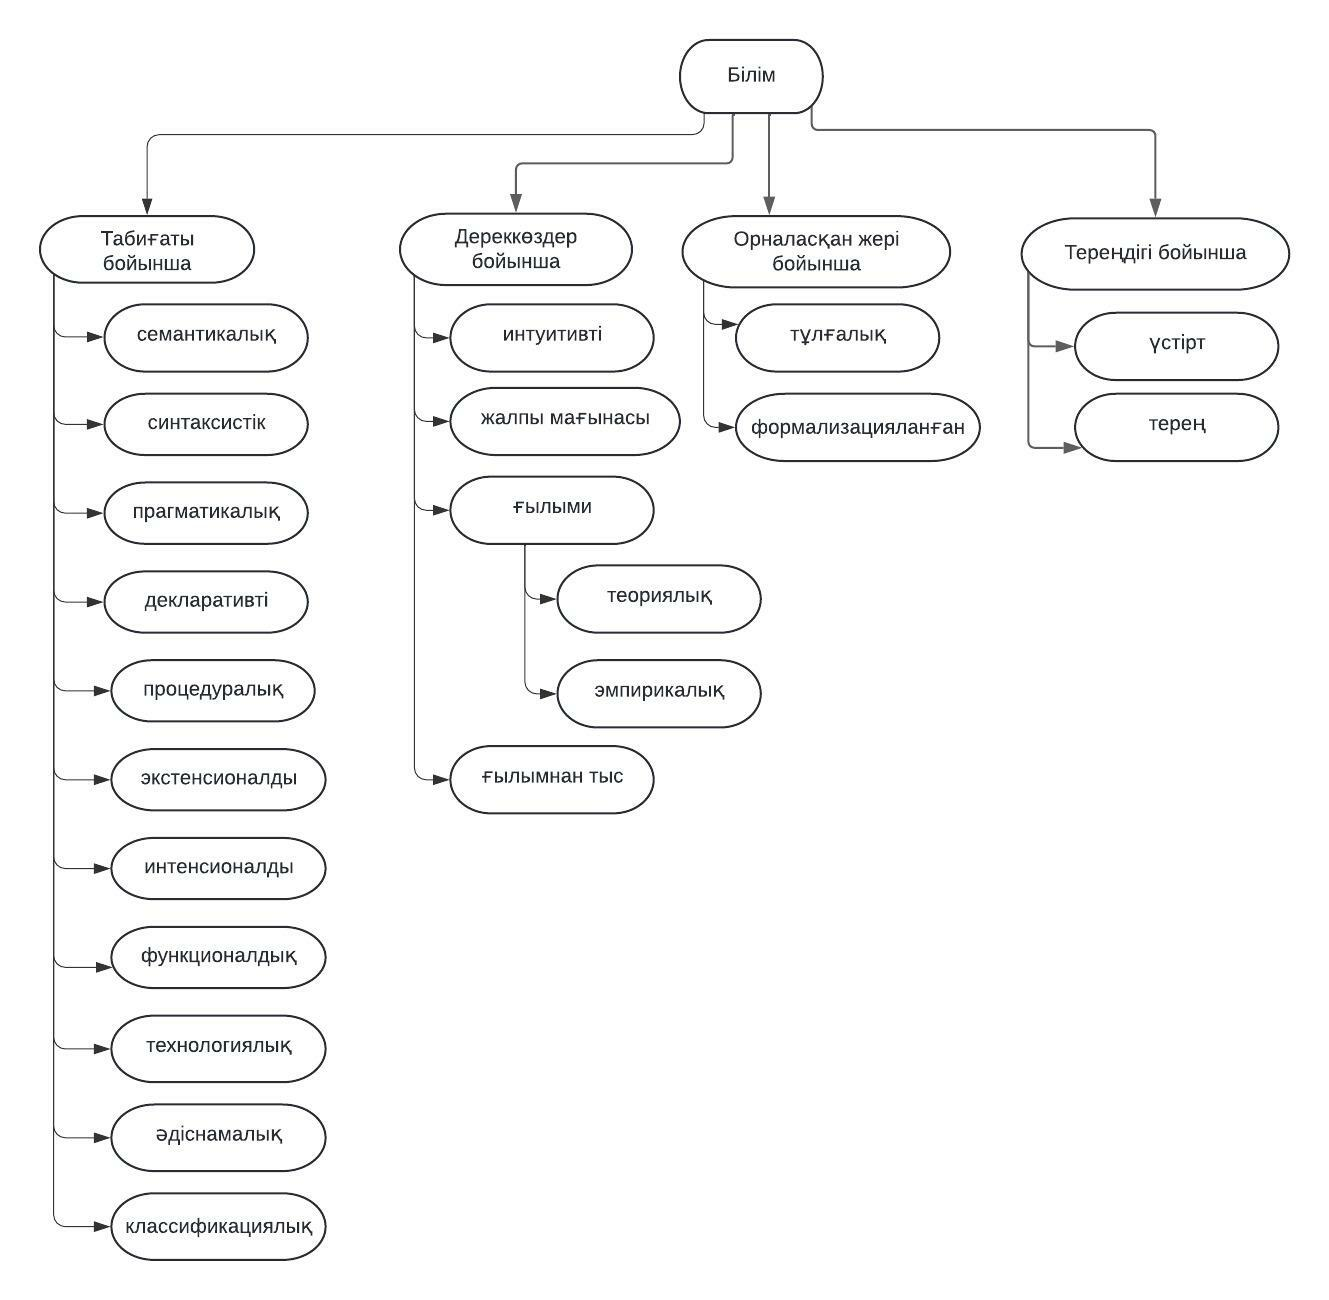 Білім
Табиғаты
бойынша
семантикалық
синтаксистік
прагматикалық
декларативті
процедуралық
экстенсионалды
интенсионалды
функционалдық
технологиялық
әдіснамалық
классификациялық
Дереккөздер
бойынша
интуитивті
жалпы мағынасы
ғылыми
теориялық
эмпирикалық
ғылымнан тыс
Орналасқан жері
бойынша
тұлғалық
формализацияланған
Тереңдігі бойынша
үстірт
терең